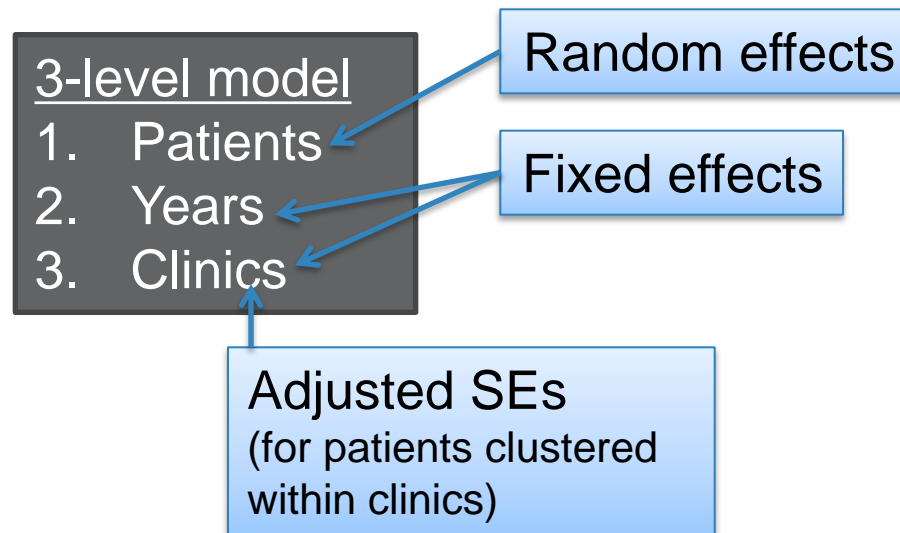 3-level model
1. Patients
2. Years
3. Clinics
Random effects
Fixed effects
Adjusted SEs
(for patients clustered
within clinics)